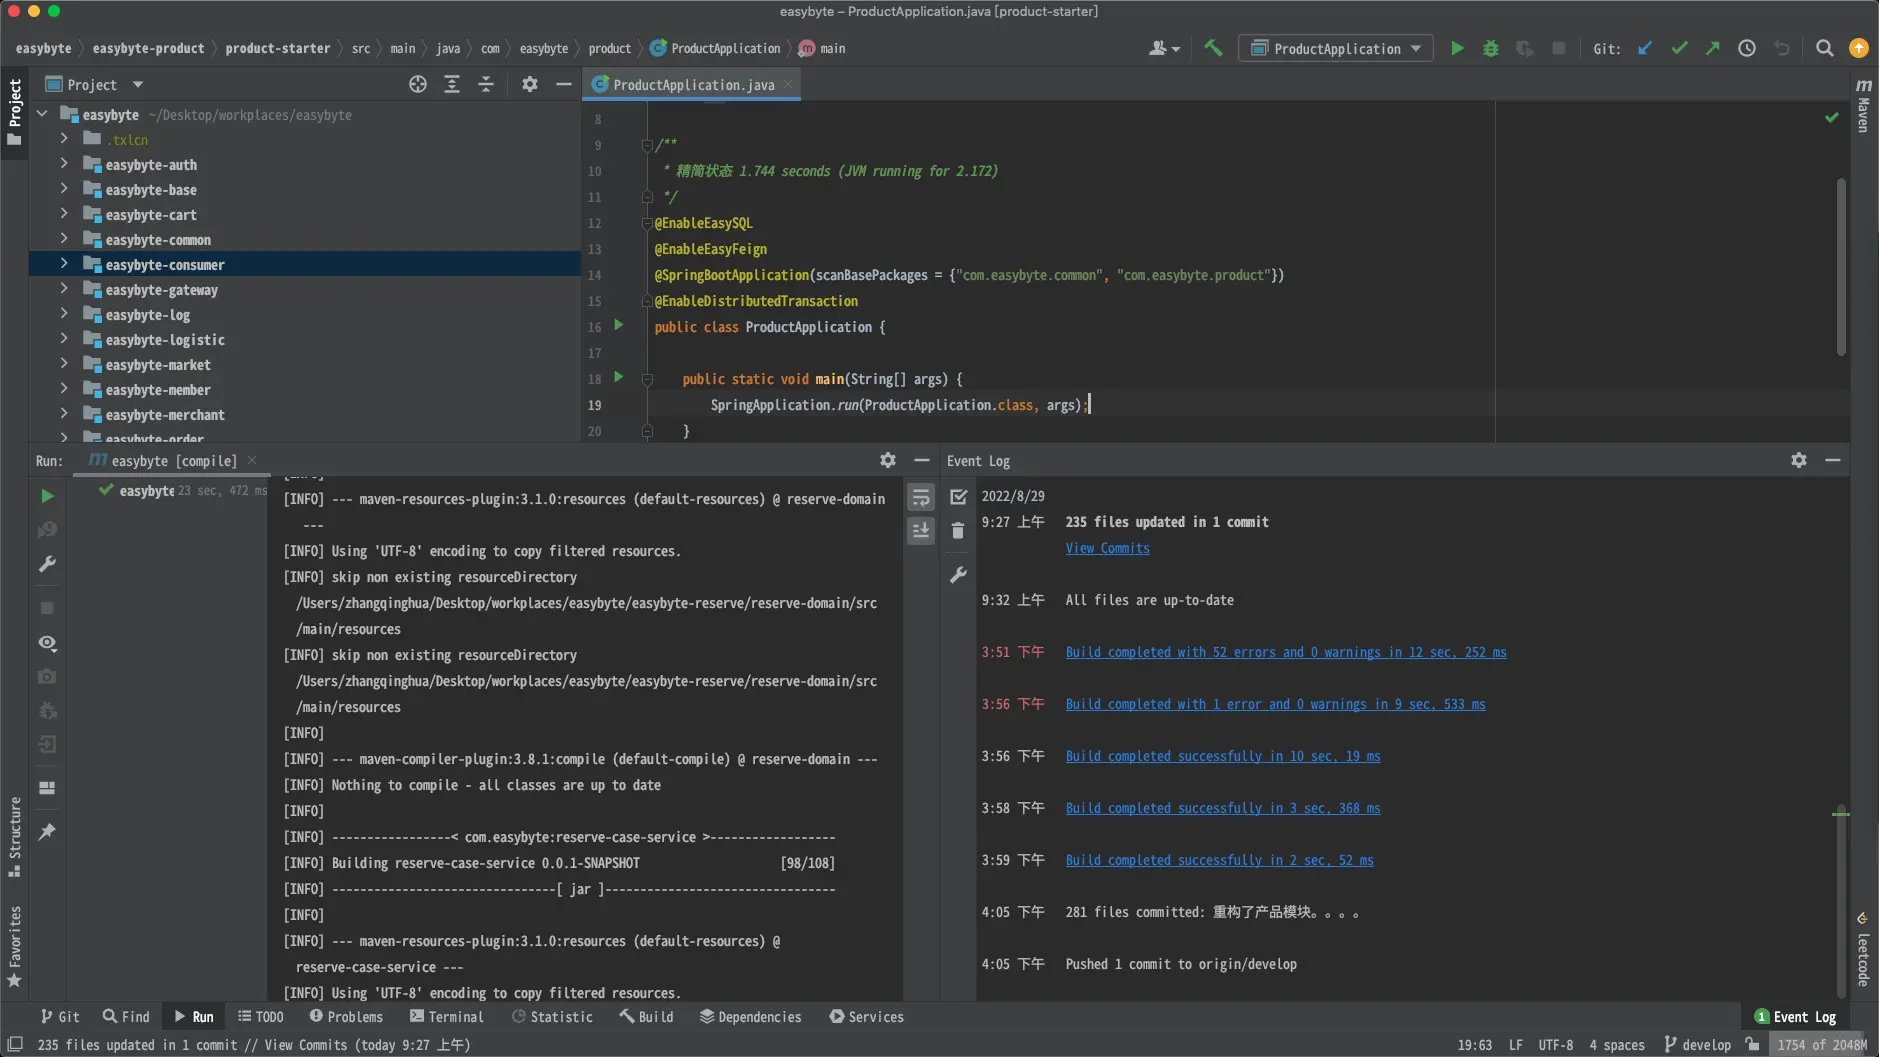 easybyte – ProductApplication.java [product-starter]
easybyte easybyte-product product-starter src main java com easybyte product ProductApplication m main
ProductApplication Git:
Project
ProductApplication.java
Project
Maven
easybyte ~/Desktop/workplaces/easybyte
.txlcn
easybyte-auth
easybyte-base
easybyte-cart
easybyte-common
easybyte-consumer
easybyte-gateway
easybyte-log
easybyte-logistic
easybyte-market
easybyte-member
easybyte-merchant
easybyte-order
8
9 /**
10 * 精简状态 1.744 seconds (JVM running for 2.172)
11 */
12 @EnableEasySQL
13 @EnableEasyFeign
14 @SpringBootApplication(scanBasePackages = {"com.easybyte.common", "com.easybyte.product"})
15 @EnableDistributedTransaction
16 public class ProductApplication {
17
18 public static void main(String[] args) {
19 SpringApplication.run(ProductApplication.class, args);
20 }
Run: easybyte [compile]
easybyte 23 sec, 472 ms
[INFO] --- maven-resources-plugin:3.1.0:resources (default-resources) @ reserve-domain
---
[INFO] Using 'UTF-8' encoding to copy filtered resources.
[INFO] skip non existing resourceDirectory
/Users/zhangqinghua/Desktop/workplaces/easybyte/easybyte-reserve/reserve-domain/src
/main/resources
[INFO] skip non existing resourceDirectory
/Users/zhangqinghua/Desktop/workplaces/easybyte/easybyte-reserve/reserve-domain/src
/main/resources
[INFO]
[INFO] --- maven-compiler-plugin:3.8.1:compile (default-compile) @ reserve-domain ---
[INFO] Nothing to compile - all classes are up to date
[INFO]
[INFO] -----------------< com.easybyte:reserve-case-service >------------------
[INFO] Building reserve-case-service 0.0.1-SNAPSHOT [98/108]
[INFO] --------------------------------[ jar ]---------------------------------
[INFO]
[INFO] --- maven-resources-plugin:3.1.0:resources (default-resources) @
reserve-case-service ---
[INFO] Using 'UTF-8' encoding to copy filtered resources.
Event Log
2022/8/29
9:27 上午 235 files updated in 1 commit
View Commits
9:32 上午 All files are up-to-date
3:51 下午 Build completed with 52 errors and 0 warnings in 12 sec, 252 ms
3:56 下午 Build completed with 1 error and 0 warnings in 9 sec, 533 ms
3:56 下午 Build completed successfully in 10 sec, 19 ms
3:58 下午 Build completed successfully in 3 sec, 368 ms
3:59 下午 Build completed successfully in 2 sec, 52 ms
4:05 下午 281 files committed: 重构了产品模块。。。。
4:05 下午 Pushed 1 commit to origin/develop
Structure
Favorites
leetcode
Git Find Run TODO Problems Terminal Statistic Build Dependencies Services 1 Event Log
235 files updated in 1 commit // View Commits (today 9:27 上午) 19:63 LF UTF-8 4 spaces develop 1754 of 2048M